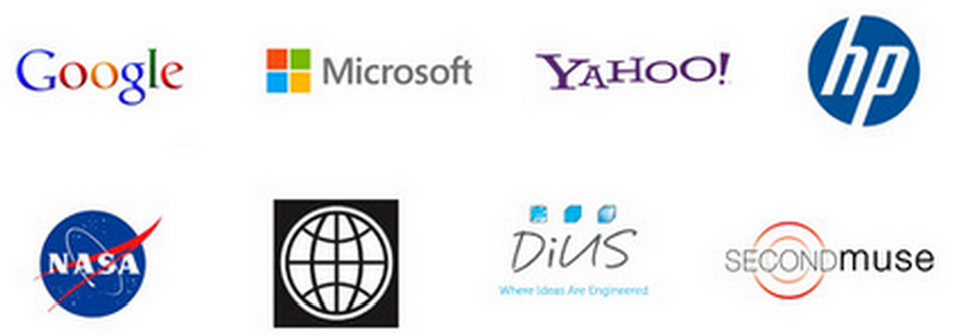 Google
Microsoft
YAHOO!
hp
NASA
DiUS
Where Ideas Are Engineered
SECONDmuse